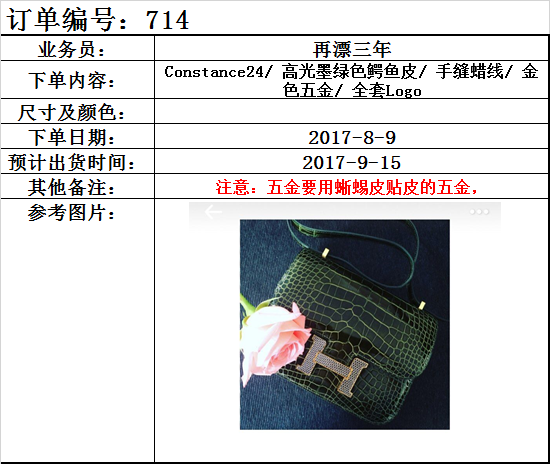 订单编号：714
业务员： 再漂三年
下单内容： Constance24/ 高光墨绿色鳄鱼皮/ 手缝蜡线/ 金
色五金/ 全套Logo
尺寸及颜色：
下单日期： 2017-8-9
预计出货时间： 2017-9-15
其他备注： 注意：五金要用蜥蜴皮贴皮的五金，
参考图片：